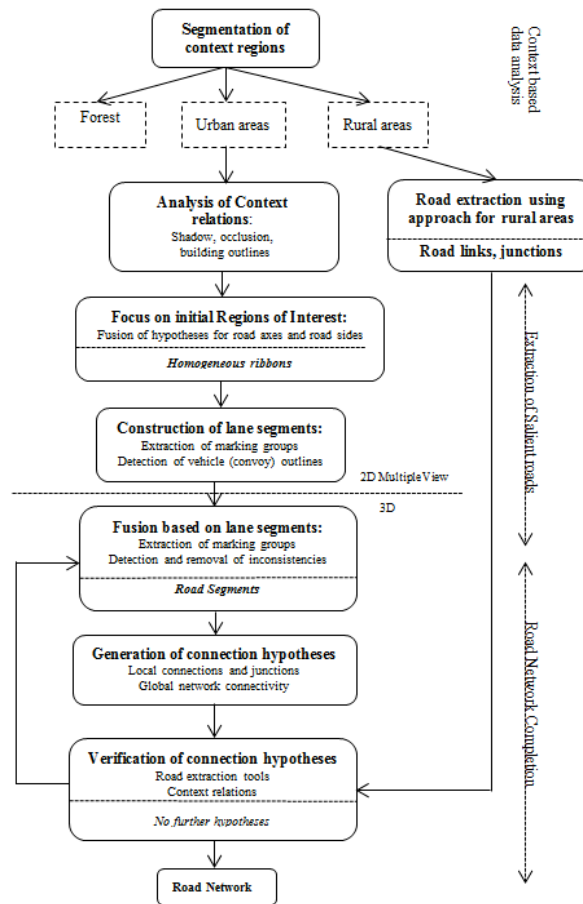 Segmentation of
context regions
Context based
data analysis
Forest
Urban areas
Rural areas
Analysis of Context
relations:
Shadow, occlusion,
building outlines
Road extraction using
approach for rural areas
Road links, junctions
Focus on initial Regions of Interest:
Fusion of hypotheses for road axes and road sides
Homogeneous ribbons
Extraction of Salient roads
Construction of lane segments:
Extraction of marking groups
Detection of vehicle (convoy) outlines
2D Multiple View
3D
Fusion based on lane segments:
Extraction of marking groups
Detection and removal of inconsistencies
Road Segments
Generation of connection hypotheses
Local connections and junctions
Global network connectivity
Road Network Completion
Verification of connection hypotheses
Road extraction tools
Context relations
No further hypotheses
Road Network